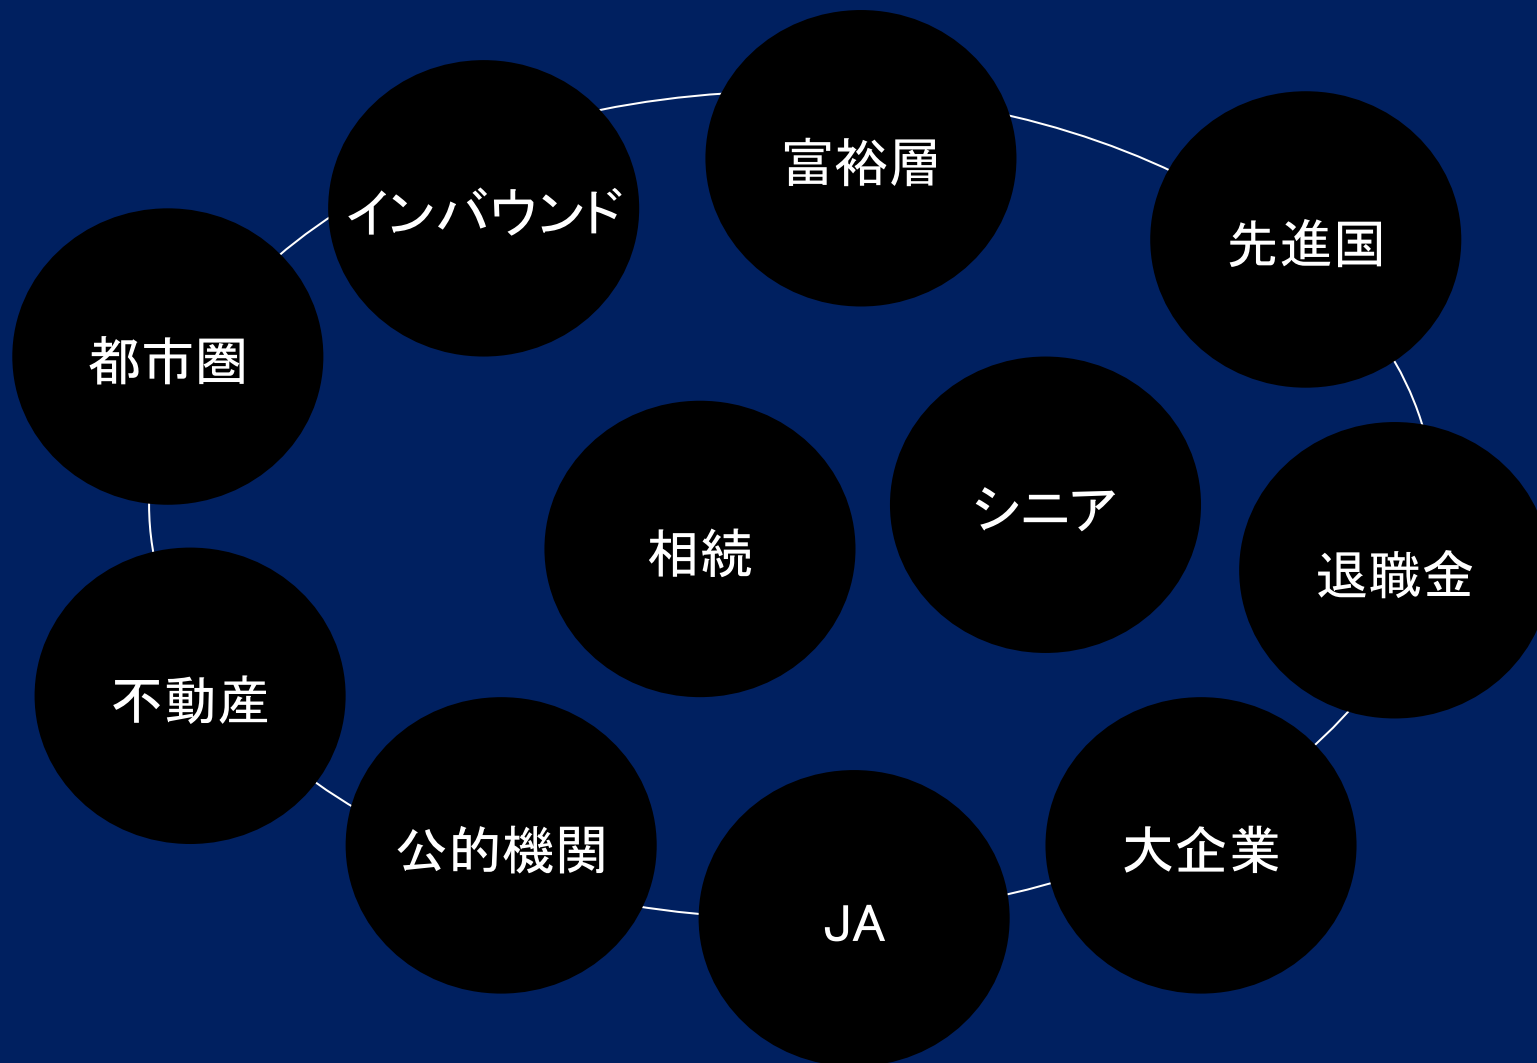 富裕層
インバウンド
先進国
都市圏
シニア
相続
退職金
不動産
公的機関
大企業
JA